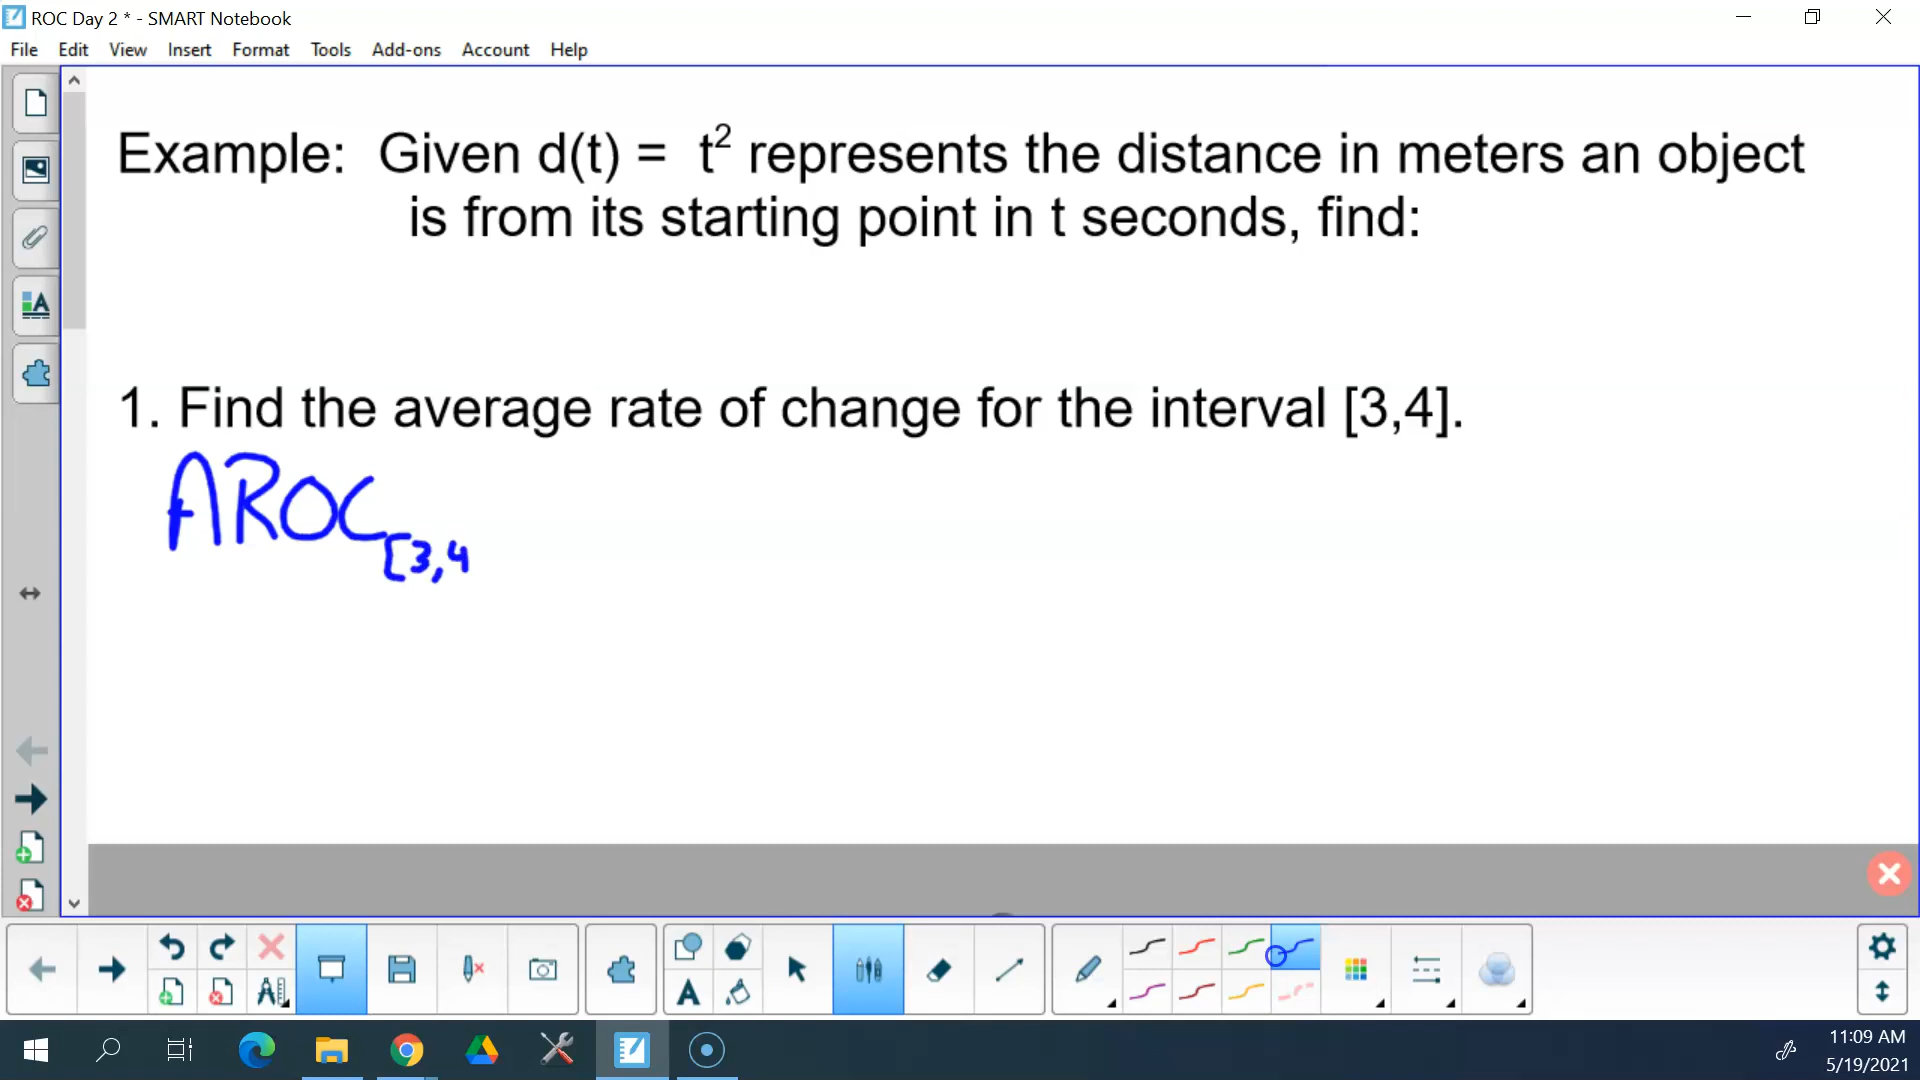 ROC Day 2 * - SMART Notebook
File Edit View Insert Format Tools Add-ons Account Help
Example: Given d(t) = t² represents the distance in meters an object
is from its starting point in t seconds, find:
1. Find the average rate of change for the interval [3,4].
AROC[3,4
11:09 AM
5/19/2021